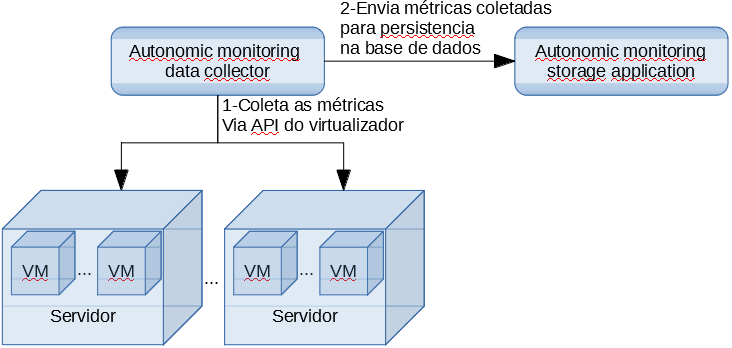 2-Envia métricas coletadas
para persistencia
na base de dados
Autonomic monitoring
data collector
Autonomic monitoring
storage application
1-Coleta as métricas
Via API do virtualizador
VM
...
VM
...
VM
...
VM
Servidor
Servidor